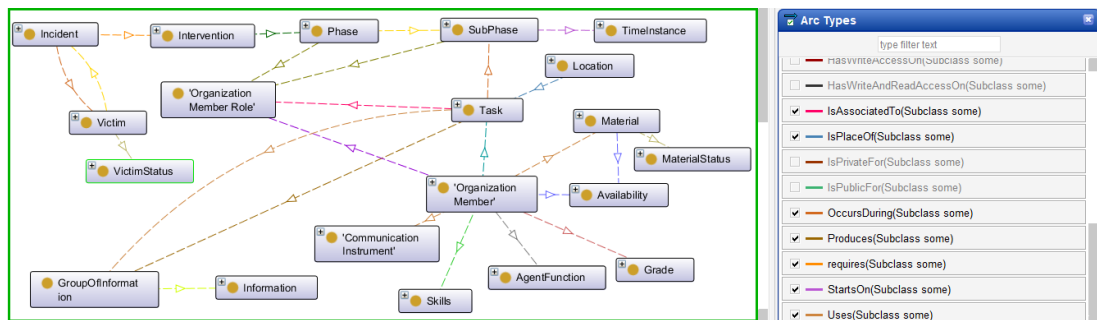 Incident
Intervention
Phase
SubPhase
TimeInstance
Location
'Organization
Member Role'
Task
Material
Victim
MaterialStatus
VictimStatus
'Organization
Member'
Availability
'Communication
Instrument'
AgentFunction
Grade
GroupOfInformat
ion
Information
Skills
Arc Types
type filter text
HasWriteAccessOn(Subclass some)
HasWriteAndReadAccessOn(Subclass some)
IsAssociatedTo(Subclass some)
IsPlaceOf(Subclass some)
IsPrivateFor(Subclass some)
IsPublicFor(Subclass some)
OccursDuring(Subclass some)
Produces(Subclass some)
requires(Subclass some)
StartsOn(Subclass some)
Uses(Subclass some)